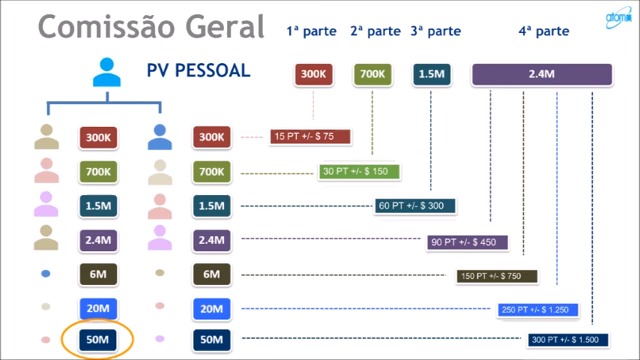 Comissão Geral
1ª parte 2ª parte 3ª parte 4ª parte
atomy
PV PESSOAL 300K 700K 1.5M 2.4M
300K 300K 15 PT +/- $ 75
700K 700K 30 PT +/- $ 150
1.5M 1.5M 60 PT +/- $ 300
2.4M 2.4M 90 PT +/- $ 450
6M 6M 150 PT +/- $ 750
20M 20M 250 PT +/- $ 1.250
50M 50M 300 PT +/- $ 1.500